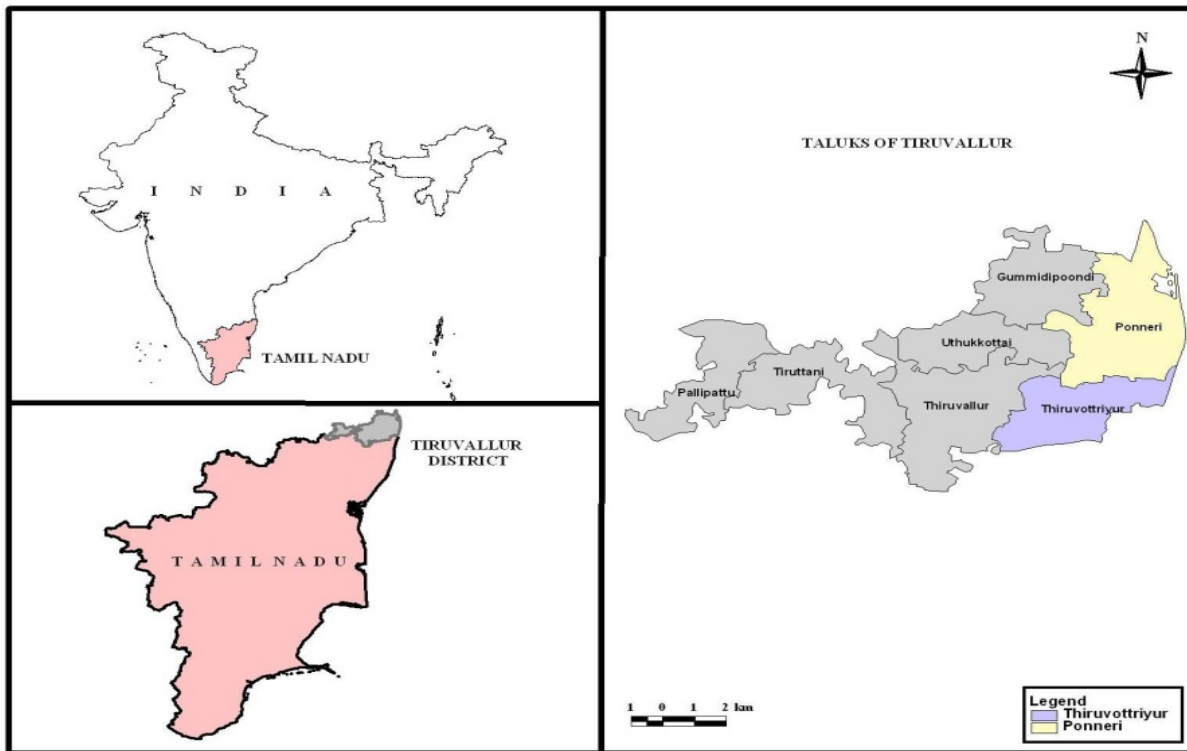 I N D I A
TAMIL NADU
TIRUVALLUR
DISTRICT
T A M I L N A D U
N
TALUKS OF TIRUVALLUR
Gummidipoondi
Ponneri
Uthukkottai
Tiruttani
Pallipattu
Thiruvallur
Thiruvottriyur
1 0 1 2 km
Legend
Thiruvottriyur
Ponneri